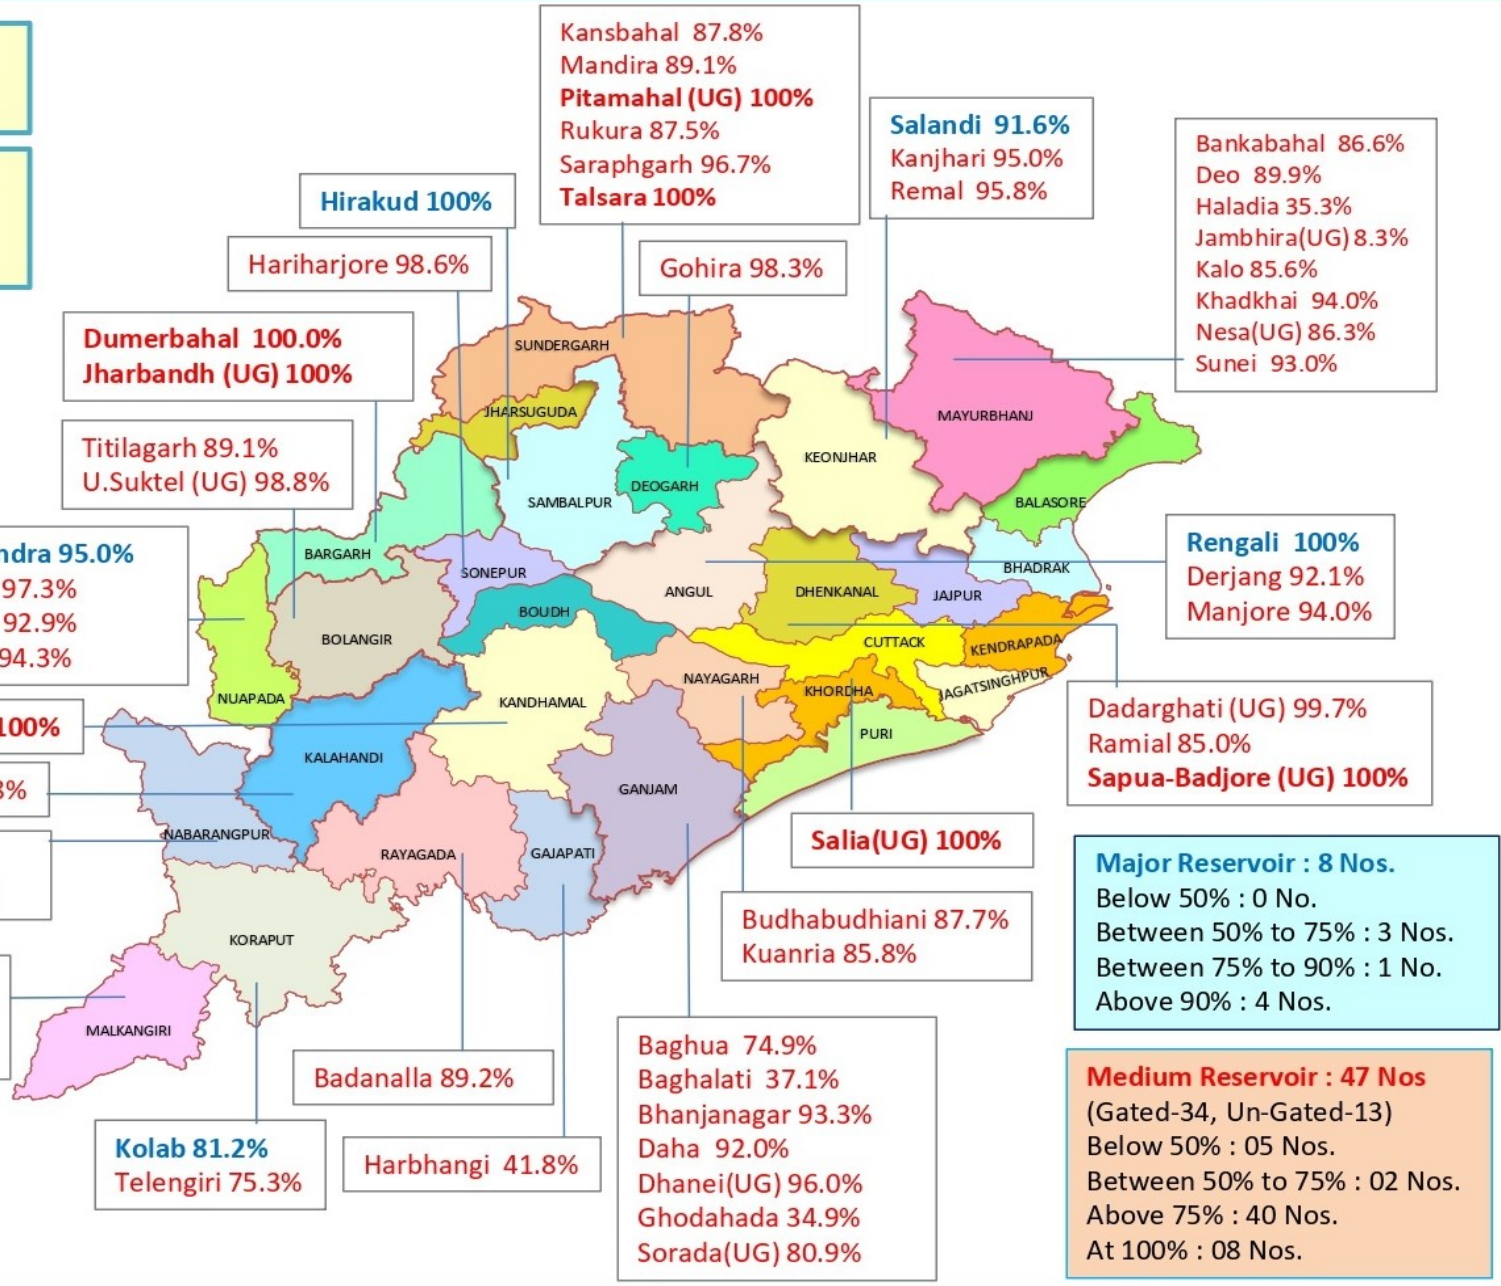 Kansbahal 87.8%
Mandira 89.1%
Pitamahal (UG) 100%
Rukura 87.5%
Saraphgarh 96.7%
Talsara 100%
Salandi 91.6%
Kanjhari 95.0%
Remal 95.8%
Bankabahal 86.6%
Deo 89.9%
Haladia 35.3%
Jambhira(UG) 8.3%
Kalo 85.6%
Khadkhai 94.0%
Nesa(UG) 86.3%
Sunei 93.0%
Hirakud 100%
Hariharjore 98.6%
Gohira 98.3%
Dumerbahal 100.0%
Jharbandh (UG) 100%
Titilagarh 89.1%
U.Suktel (UG) 98.8%
ndra 95.0%
97.3%
92.9%
94.3%
100%
8%
SUNDERGARH
JHARSUGUDA
MAYURBHANJ
KEONJHAR
DEOGARH
SAMBALPUR
BALASORE
BARGARH
SONEPUR
BHADRAK
ANGUL
DHENKANAL
JAJPUR
BOUDH
BOLANGIR
CUTTACK
KENDRAPADA
NUAPADA
NAYAGARH
KHORDHA
JAGATSINGHPUR
KANDHAMAL
PURI
KALAHANDI
GANJAM
NABARANGPUR
RAYAGADA
GAJAPATI
KORAPUT
MALKANGIRI
Rengali 100%
Derjang 92.1%
Manjore 94.0%
Dadarghati (UG) 99.7%
Ramial 85.0%
Sapua-Badjore (UG) 100%
Salia(UG) 100%
Budhabudhiani 87.7%
Kuanria 85.8%
Badanalla 89.2%
Kolab 81.2%
Telengiri 75.3%
Harbhangi 41.8%
Baghua 74.9%
Baghalati 37.1%
Bhanjanagar 93.3%
Daha 92.0%
Dhanei(UG) 96.0%
Ghodahada 34.9%
Sorada(UG) 80.9%
Major Reservoir : 8 Nos.
Below 50% : 0 No.
Between 50% to 75% : 3 Nos.
Between 75% to 90% : 1 No.
Above 90% : 4 Nos.
Medium Reservoir : 47 Nos
(Gated-34, Un-Gated-13)
Below 50% : 05 Nos.
Between 50% to 75% : 02 Nos.
Above 75% : 40 Nos.
At 100% : 08 Nos.